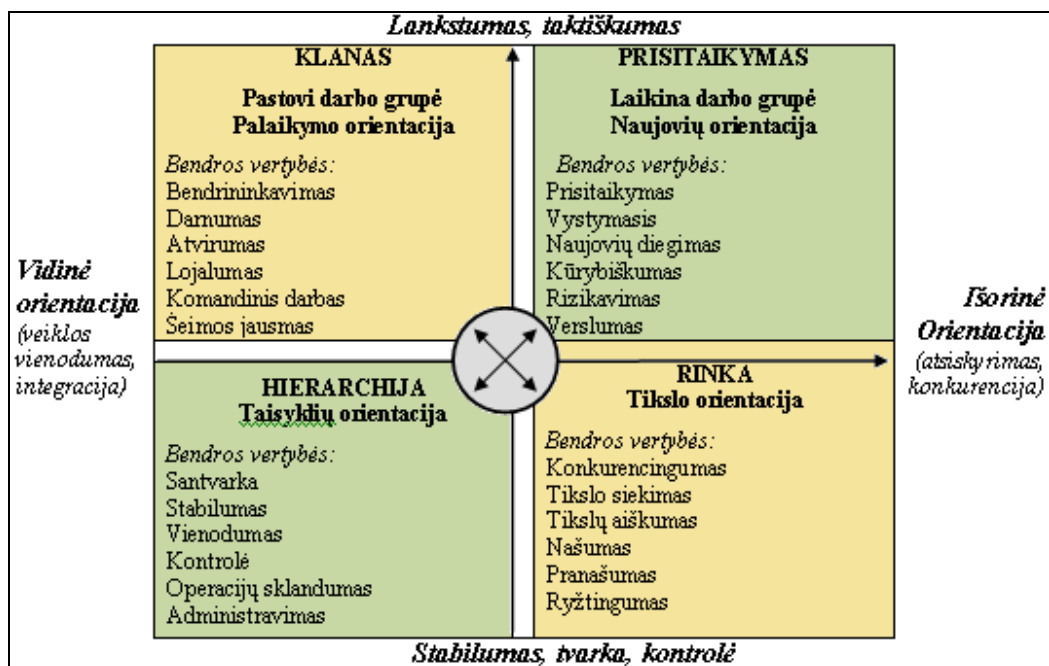 Lankstumas, taktiškumas
KLANAS
Pastovi darbo grupė
Palaikymo orientacija
Bendros vertybės:
Bendrininkavimas
Darnumas
Atvirumas
Lojalumas
Komandinis darbas
Šeimos jausmas
PRISITAIKYMAS
Laikina darbo grupė
Naujovių orientacija
Bendros vertybės:
Prisitaikymas
Vystymasis
Naujovių diegimas
Kūrybiškumas
Rizikavimas
Verslumas
Vidinė
orientacija
(veiklos
vienodumas,
integracija)
Išorinė
Orientacija
(atsiskyrimas,
konkurencija)
HIERARCHIJA
Taisyklių orientacija
Bendros vertybės:
Santvarka
Stabilumas
Vienodumas
Kontrolė
Operacijų sklandumas
Administravimas
RINKA
Tikslo orientacija
Bendros vertybės:
Konkurencingumas
Tikslo siekimas
Tikslų aiškumas
Našumas
Pranašumas
Ryžtingumas
Stabilumas, tvarka, kontrolė